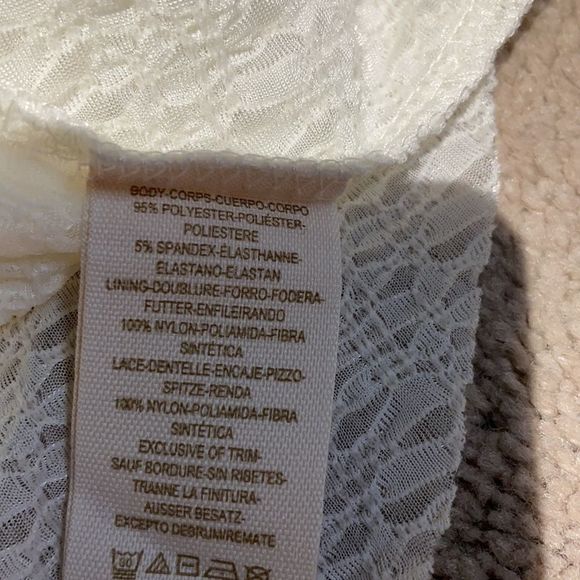 BODY-CORPS-CUERPO-CORPO
95% POLYESTER-POLIÉSTER-
POLIESTERE
5% SPANDEX-ÉLASTHANNE-
ELASTANO-ELASTAN
LINING-DOUBLURE-FORRO-FODERA-
FUTTER-ENFILEIRANDO
100% NYLON-POLIAMIDA-FIBRA
SINTÉTICA
LACE-DENTELLE-ENCAJE-PIZZO-
SPITZE-RENDA
100% NYLON-POLIAMIDA-FIBRA
SINTÉTICA
EXCLUSIVE OF TRIM-
SAUF BORDURE-SIN RIBETES-
TRANNE LA FINITURA-
AUSSER BESATZ-
EXCEPTO DEBRUM/REMATE
30